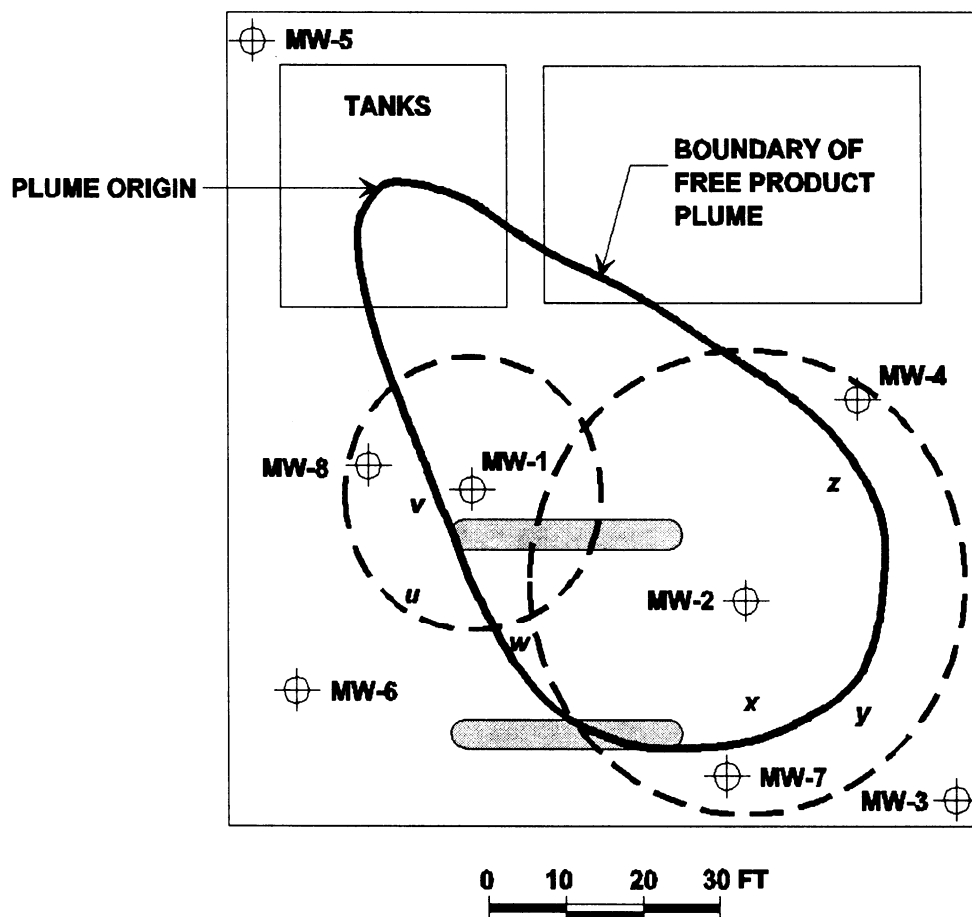 MW-5
TANKS
PLUME ORIGIN
BOUNDARY OF
FREE PRODUCT
PLUME
MW-4
MW-8
MW-1
v
z
u
MW-2
w
MW-6
x
y
MW-7
MW-3
0 10 20 30 FT